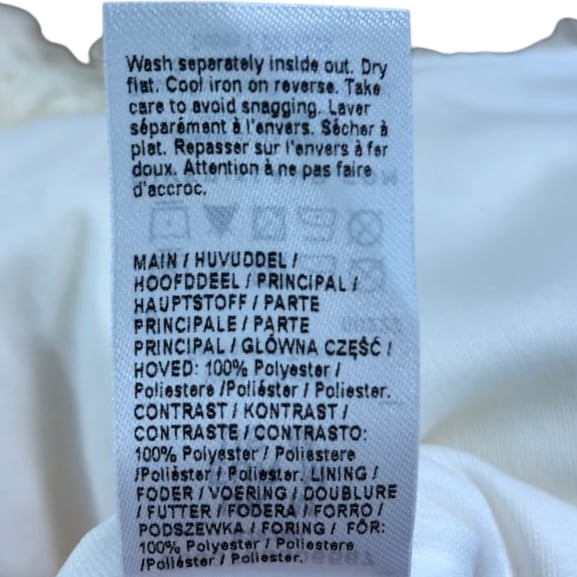 Wash separately inside out. Dry
flat. Cool iron on reverse. Take
care to avoid snagging. Laver
séparément à l'envers. Sécher à
plat. Repasser sur l'envers à fer
doux. Attention à ne pas faire
d'accroc.
MAIN / HUVUDDEL /
HOOFDDEEL / PRINCIPAL /
HAUPTSTOFF / PARTE
PRINCIPALE / PARTE
PRINCIPAL / GŁÓWNA CZĘŚĆ /
HOVED: 100% Polyester /
Poliestere /Poliéster / Poliester.
CONTRAST / KONTRAST /
CONTRASTE / CONTRASTO:
100% Polyester / Poliestere
/Poliéster / Poliester. LINING /
FODER / VOERING / DOUBLURE
/ FUTTER / FODERA / FORRO /
PODSZEWKA / FORING / FÓR:
100% Polyester / Poliestere
/Poliéster / Poliester.